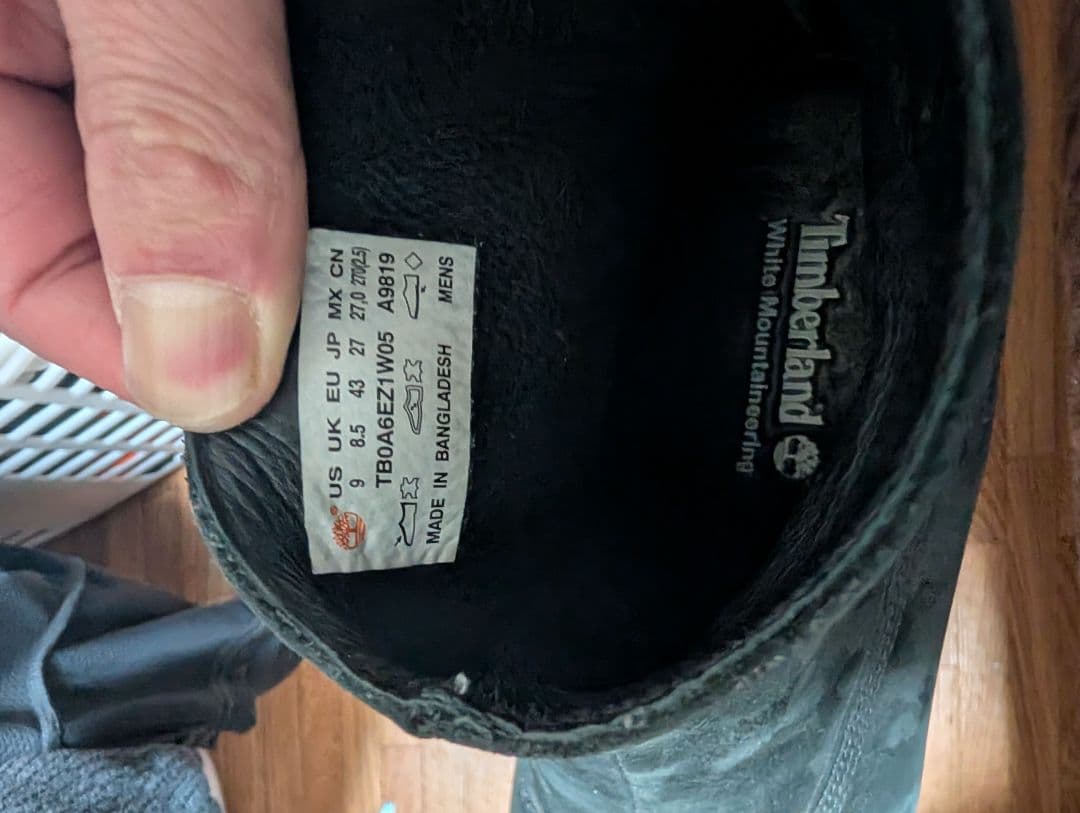 US UK EU JP MX CN
9 8.5 43 27 27,0 270(2.5)
TB0A6EZ1W05 A9819
MADE IN BANGLADESH MENS
Timberland
White Mountaineering